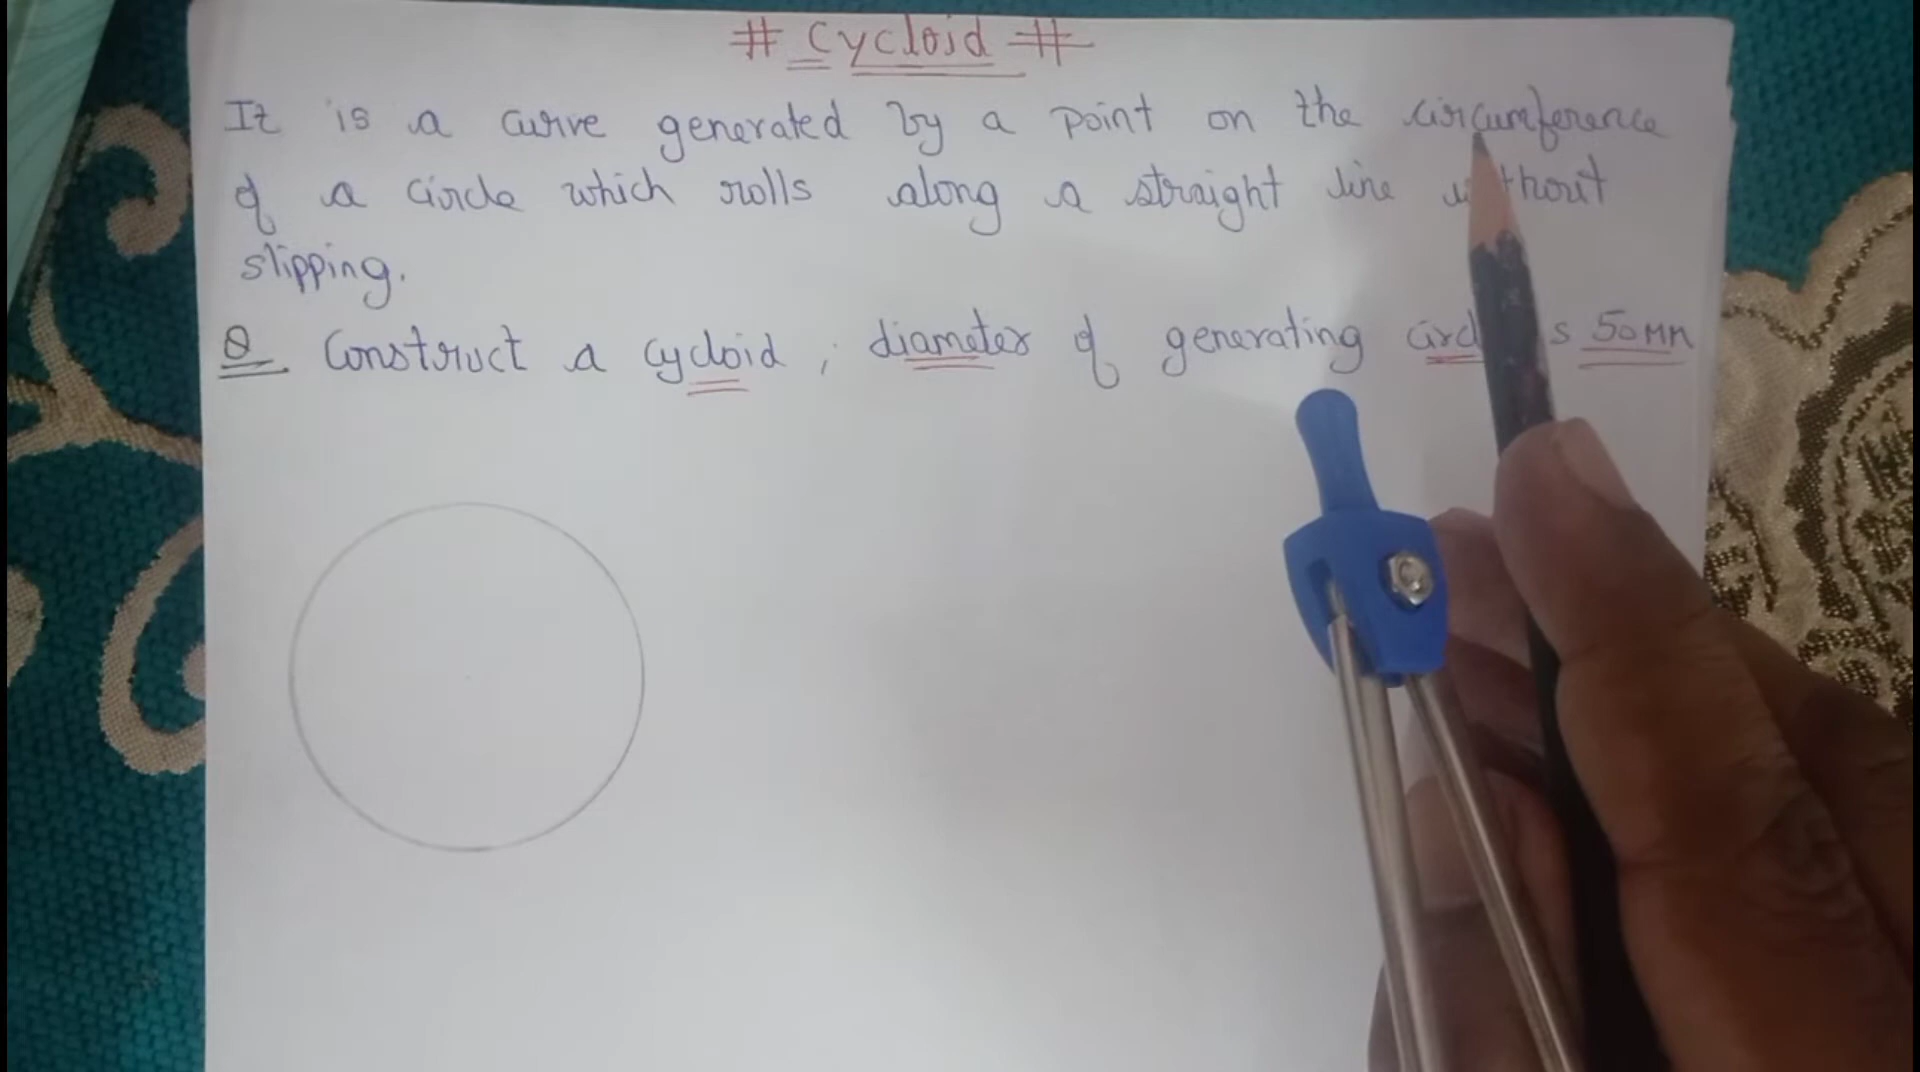 # Cycloid #
It is a curve generated by a point on the circumference
of a circle which rolls along a straight line without
slipping.
Q Construct a cycloid, diameter of generating 50MM